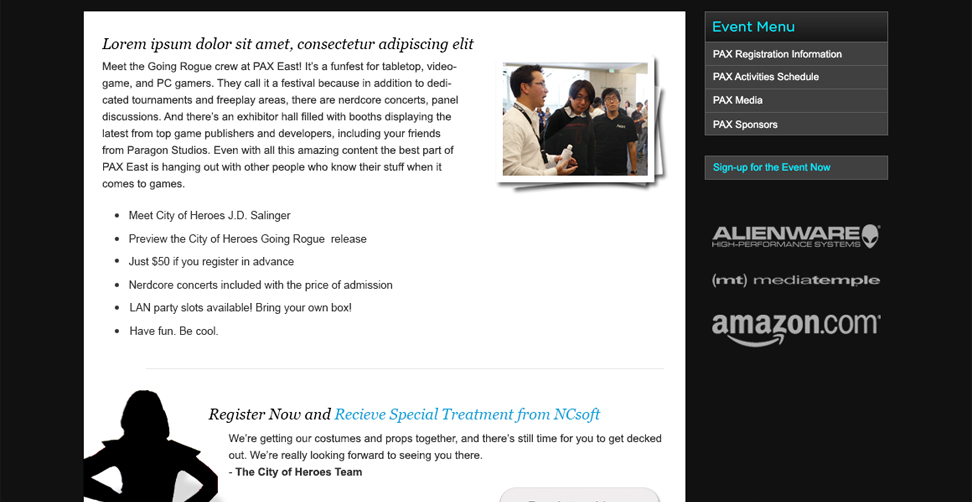 Lorem ipsum dolor sit amet, consectetur adipiscing elit
Meet the Going Rogue crew at PAX East! It's a funfest for tabletop, video-
game, and PC gamers. They call it a festival because in addition to dedi-
cated tournaments and freeplay areas, there are nerdcore concerts, panel
discussions. And there's an exhibitor hall filled with booths displaying the
latest from top game publishers and developers, including your friends
from Paragon Studios. Even with all this amazing content the best part of
PAX East is hanging out with other people who know their stuff when it
comes to games.
• Meet City of Heroes J.D. Salinger
• Preview the City of Heroes Going Rogue release
• Just $50 if you register in advance
• Nerdcore concerts included with the price of admission
• LAN party slots available! Bring your own box!
• Have fun. Be cool.
Register Now and Recieve Special Treatment from NCsoft
We're getting our costumes and props together, and there's still time for you to get decked
out. We're really looking forward to seeing you there.
- The City of Heroes Team
Event Menu
PAX Registration Information
PAX Activities Schedule
PAX Media
PAX Sponsors
Sign-up for the Event Now
ALIENWARE
HIGH-PERFORMANCE SYSTEMS
(mt) mediatemple
amazon.com